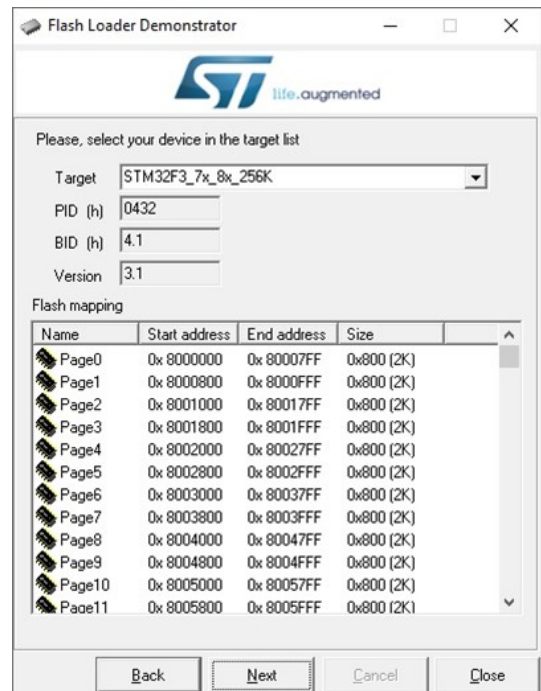 Flash Loader Demonstrator
life.augmented
Please, select your device in the target list
Target STM32F3_7x_8x_256K
PID (h) 0432
BID (h) 4.1
Version 3.1
Flash mapping
Name Start address End address Size
Page0 0x 8000000 0x 80007FF 0x800 (2K)
Page1 0x 8000800 0x 8000FFF 0x800 (2K)
Page2 0x 8001000 0x 80017FF 0x800 (2K)
Page3 0x 8001800 0x 8001FFF 0x800 (2K)
Page4 0x 8002000 0x 80027FF 0x800 (2K)
Page5 0x 8002800 0x 8002FFF 0x800 (2K)
Page6 0x 8003000 0x 80037FF 0x800 (2K)
Page7 0x 8003800 0x 8003FFF 0x800 (2K)
Page8 0x 8004000 0x 80047FF 0x800 (2K)
Page9 0x 8004800 0x 8004FFF 0x800 (2K)
Page10 0x 8005000 0x 80057FF 0x800 (2K)
Page11 0x 8005800 0x 8005FFF 0x800 (2K)
Back Next Cancel Close